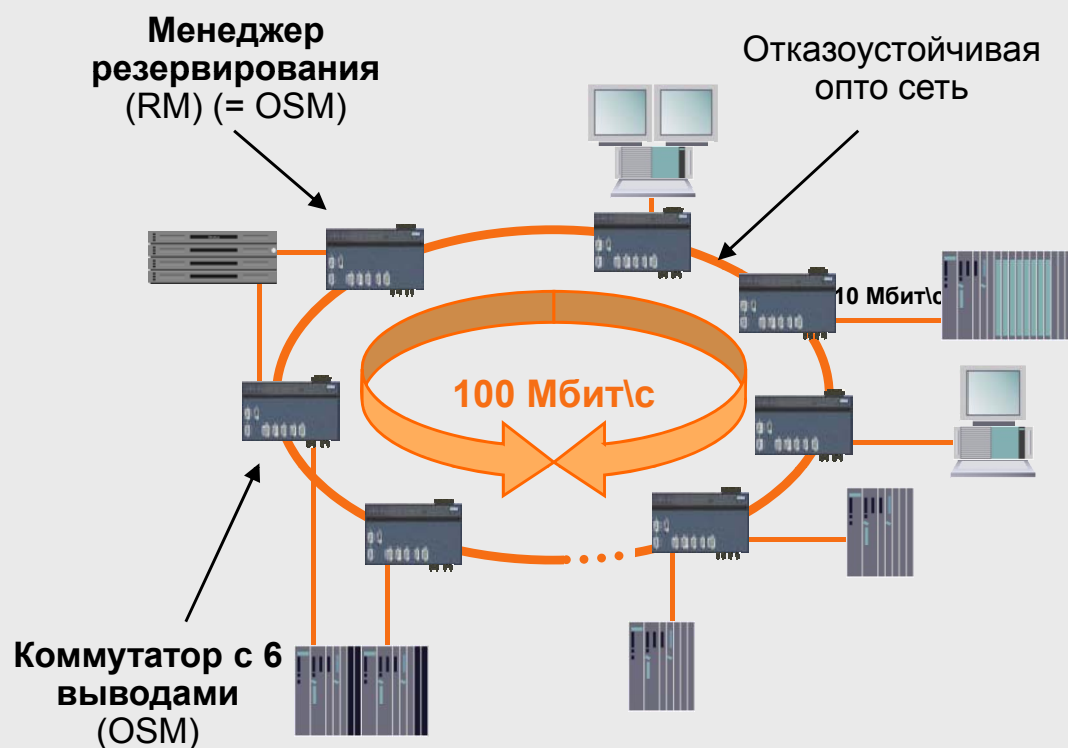 Менеджер
резервирования
(RM) (= OSM)
Отказоустойчивая
опто сеть
10 Мбит\с
100 Мбит\с
Коммутатор с 6
выводами
(OSM)